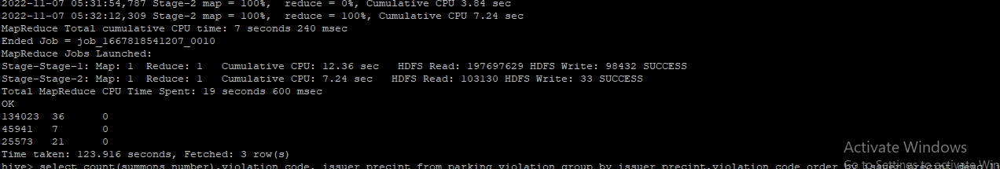 2022-11-07 05:31:54,787 Stage-2 map = 100%,  reduce = 0%, Cumulative CPU 3.84 sec
2022-11-07 05:32:12,309 Stage-2 map = 100%,  reduce = 100%, Cumulative CPU 7.24 sec
MapReduce Total cumulative CPU time: 7 seconds 240 msec
Ended Job = job_1667818541207_0010
MapReduce Jobs Launched:
Stage-Stage-1: Map: 1  Reduce: 1   Cumulative CPU: 12.36 sec   HDFS Read: 197697629 HDFS Write: 98432 SUCCESS
Stage-Stage-2: Map: 1  Reduce: 1   Cumulative CPU: 7.24 sec   HDFS Read: 103130 HDFS Write: 33 SUCCESS
Total MapReduce CPU Time Spent: 19 seconds 600 msec
OK
134023  36      0
45941   7       0
25573   21      0
Time taken: 123.916 seconds, Fetched: 3 row(s)
Activate Windows
Go to Settings to activate Win
hive> select count(summons_number),violation_code, issuer_precint from parking_violation group by issuer_precint,violation_code order by issuer_precint desc